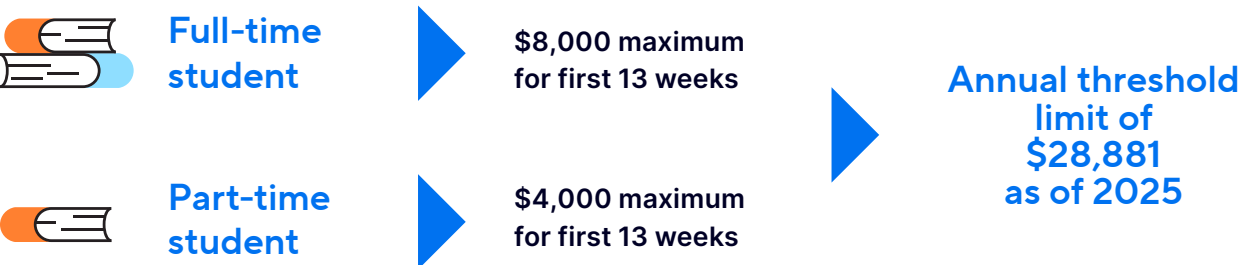 Full-time
student
$8,000 maximum
for first 13 weeks
Part-time
student
$4,000 maximum
for first 13 weeks
Annual threshold
limit of
$28,881
as of 2025